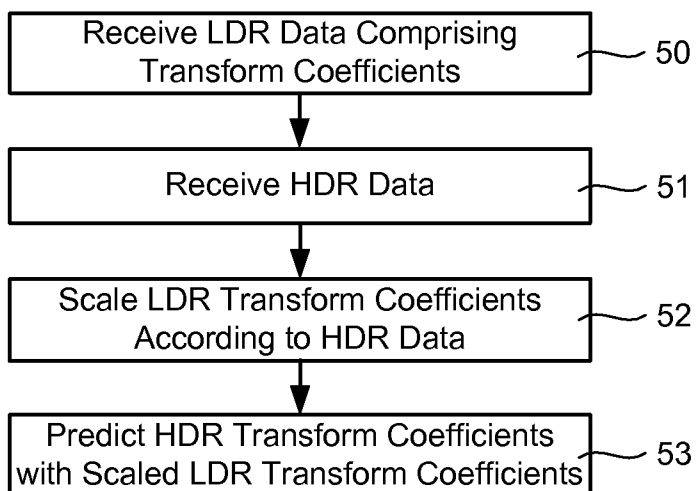 Receive LDR Data Comprising
Transform Coefficients
50
Receive HDR Data
51
Scale LDR Transform Coefficients
According to HDR Data
52
Predict HDR Transform Coefficients
with Scaled LDR Transform Coefficients
53